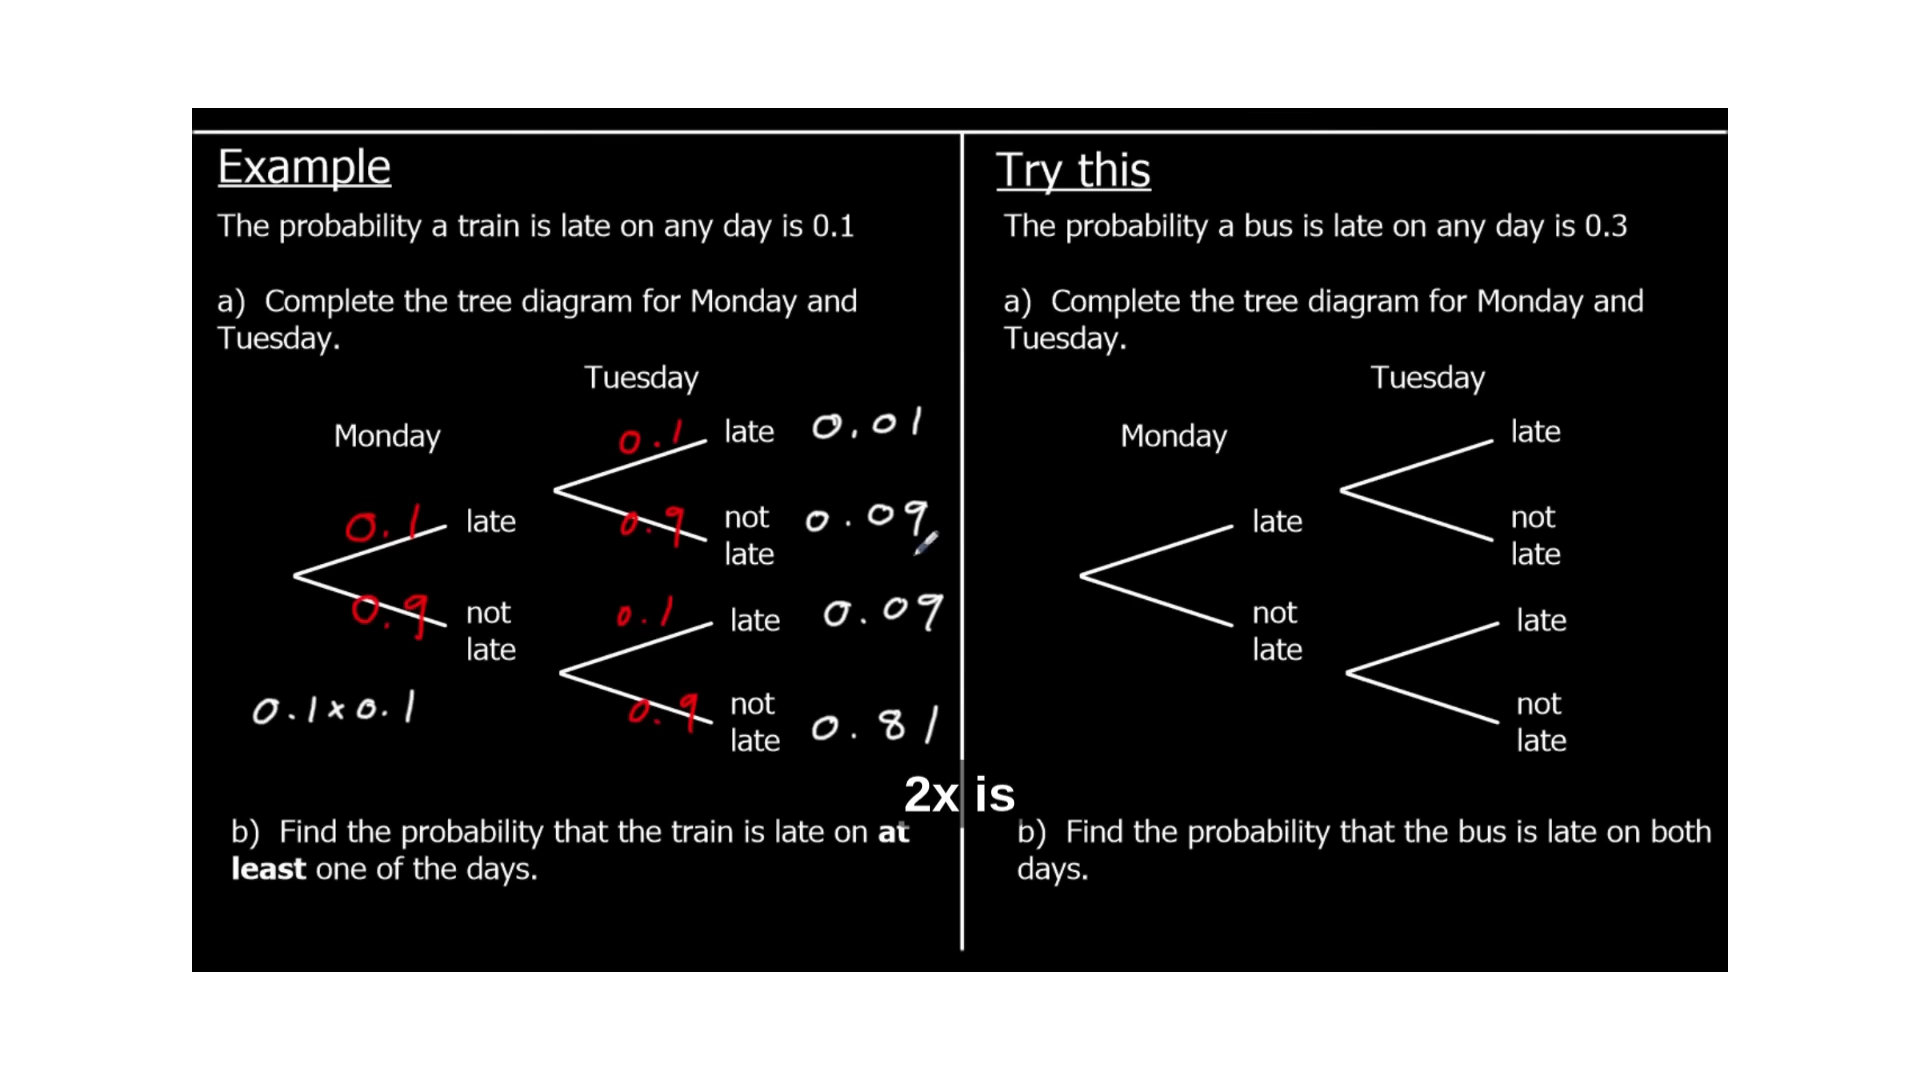 Example
The probability a train is late on any day is 0.1
a) Complete the tree diagram for Monday and
Tuesday.
Tuesday
Monday
0.1
late
0.01
0.9
not
late
0.09
0.1
late
0.9
not
late
0.1
late
0.09
0.9
not
late
0.81
0.1x0.1
b) Find the probability that the train is late on at
least one of the days.
2x is
Try this
The probability a bus is late on any day is 0.3
a) Complete the tree diagram for Monday and
Tuesday.
Tuesday
Monday
late
not
late
late
not
late
late
not
late
b) Find the probability that the bus is late on both
days.